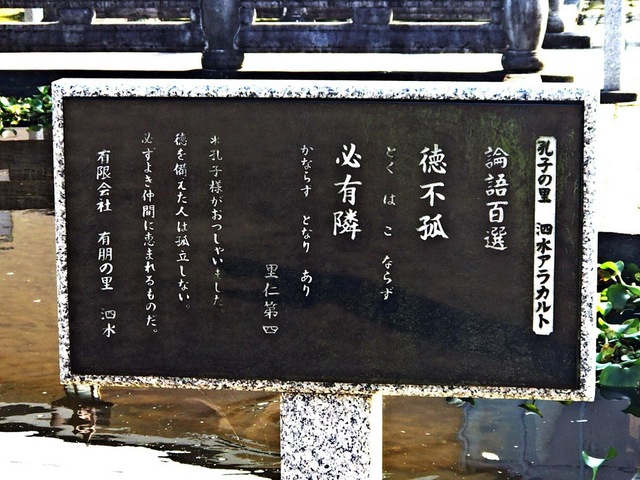 孔子の里 泗水アラカルト
論語百選
徳不孤
とく は こ ならず
必有隣
かならず となり あり
里仁第四
※孔子様がおっしゃいました
徳を備えた人は孤立しない。
必ずよき仲間に恵まれるものだ。
有限会社 有朋の里 泗水